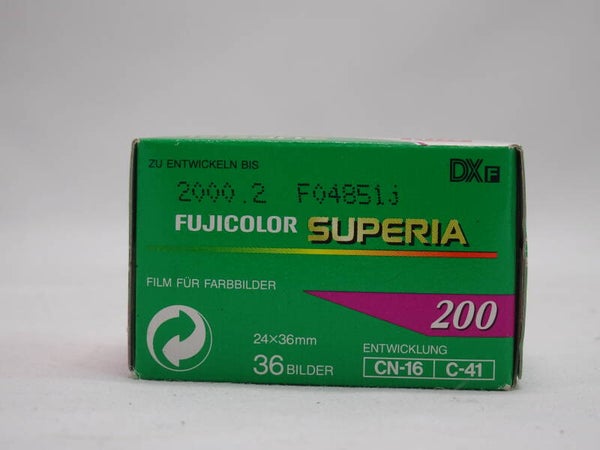 ZU ENTWICKELN BIS
DX F
2000.2 F04851j
FUJICOLOR SUPERIA
FILM FÜR FARBBILDER
200
24×36mm
36 BILDER
ENTWICKLUNG
CN-16 C-41